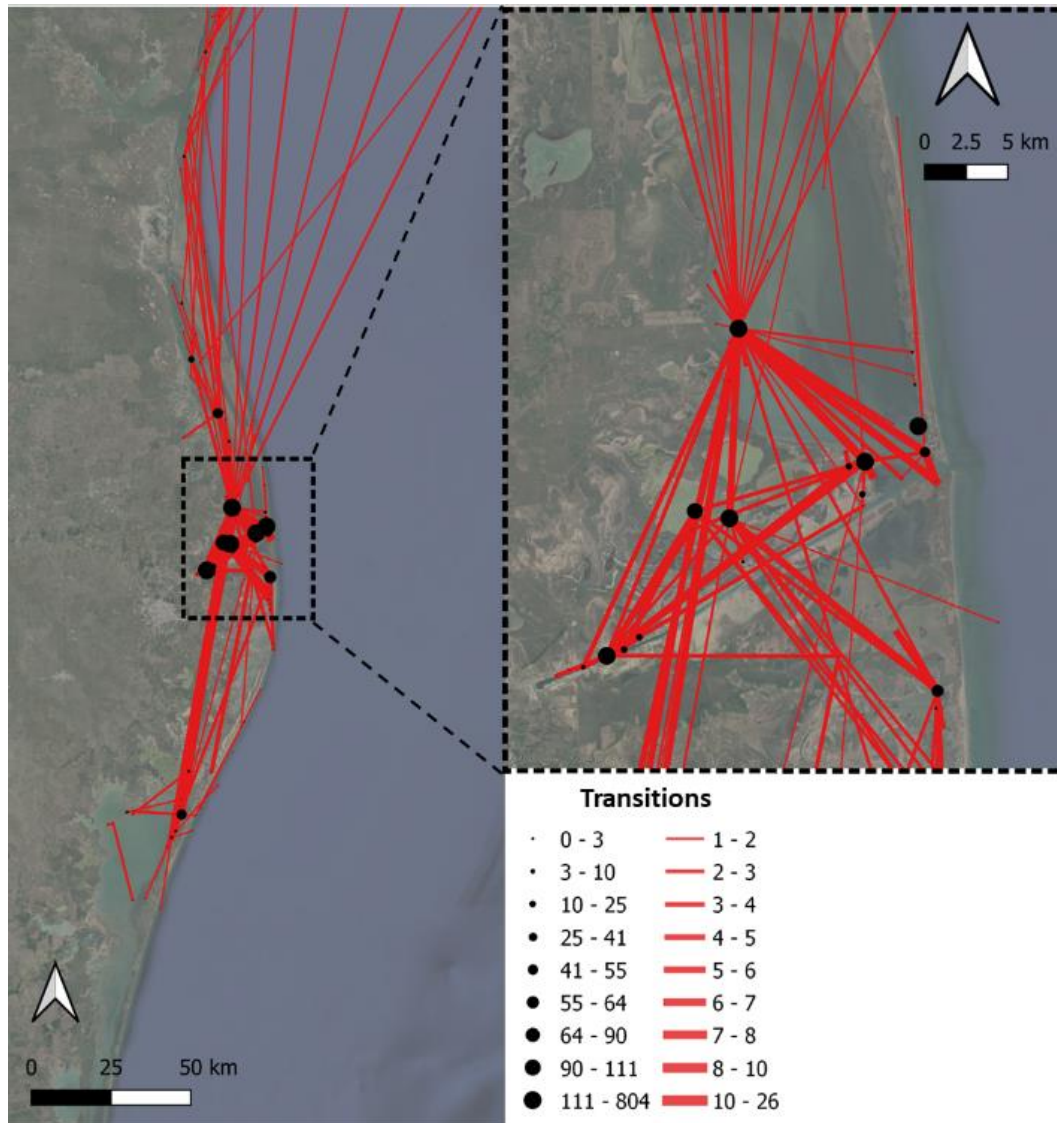 0 2.5 5 km
Transitions
0 - 3 1 - 2
3 - 10 2 - 3
10 - 25 3 - 4
25 - 41 4 - 5
41 - 55 5 - 6
55 - 64 6 - 7
64 - 90 7 - 8
90 - 111 8 - 10
111 - 804 10 - 26
0 25 50 km